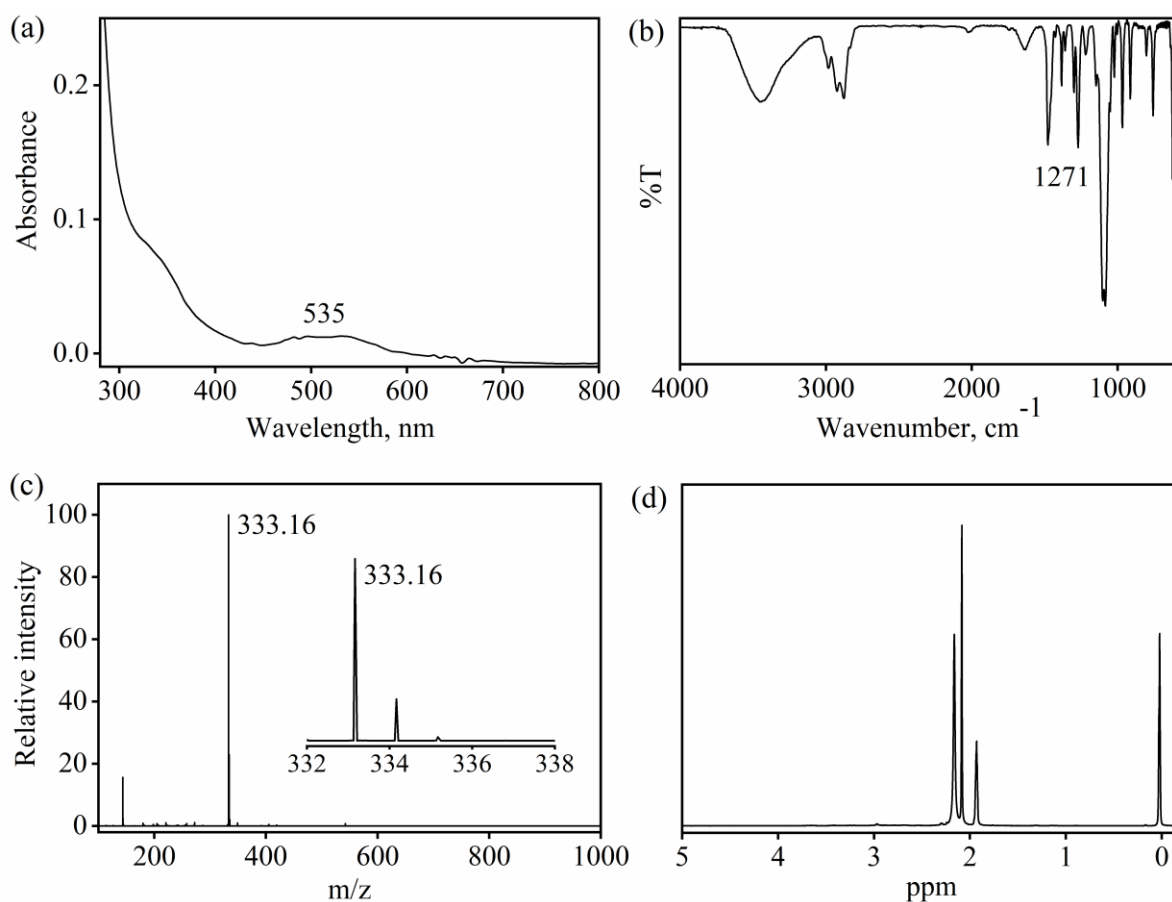 (a)
0.2
0.1
0.0
Absorbance
535
300 400 500 600 700 800
Wavelength, nm
(b)
%T
1271
4000 3000 2000 1000
Wavenumber, cm-1
(c)
100
80
60
40
20
0
Relative intensity
333.16
333.16
332 334 336 338
200 400 600 800 1000
m/z
(d)
5 4 3 2 1 0
ppm